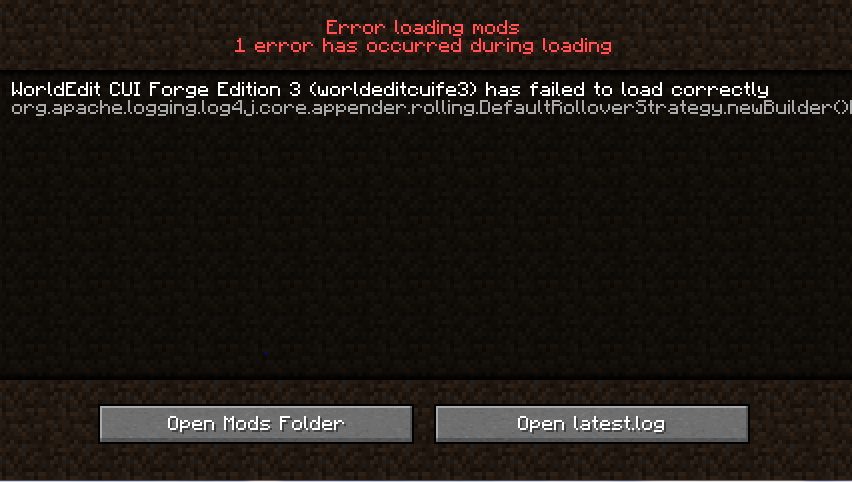 Error loading mods
1 error has occurred during loading
WorldEdit CUI Forge Edition 3 (worldeditcuife3) has failed to load correctly
org.apache.logging.log4j.core.appender.rolling.DefaultRolloverStrategy.newBuilder()
Open Mods Folder
Open latest.log